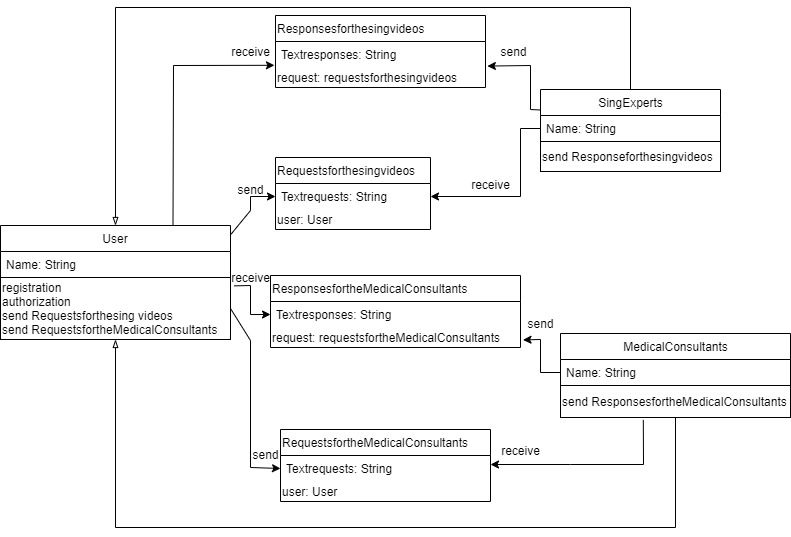 Responsesforthesingvideos
receive
Textresponses: String
send
request: requestsforthesingvideos
SingExperts
Name: String
send Responseforthesingvideos
Requestsforthesingvideos
send
receive
Textrequests: String
user: User
User
Name: String
receive
registration
authorization
send Requestsforthesing videos
send RequestsfortheMedicalConsultants
ResponsesfortheMedicalConsultants
Textresponses: String
send
request: requestsfortheMedicalConsultants
MedicalConsultants
Name: String
send ResponsesfortheMedicalConsultants
RequestsfortheMedicalConsultants
send
receive
Textrequests: String
user: User